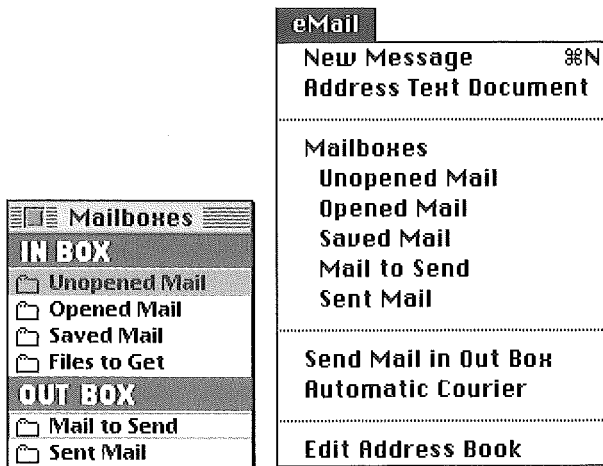 Mailboxes
IN BOX
Unopened Mail
Opened Mail
Saved Mail
Files to Get
OUT BOX
Mail to Send
Sent Mail
eMail
New Message ⌘N
Address Text Document
Mailboxes
Unopened Mail
Opened Mail
Saved Mail
Mail to Send
Sent Mail
Send Mail in Out Box
Automatic Courier
Edit Address Book